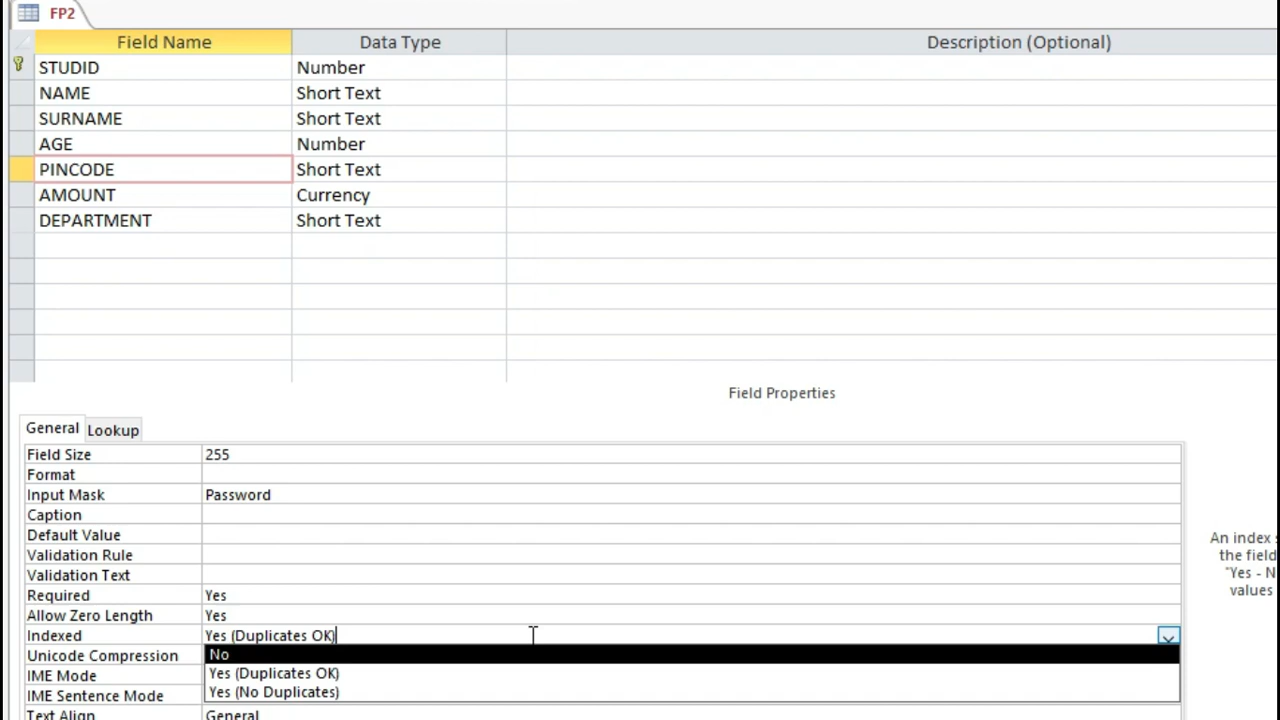 FP2
Field Name Data Type Description (Optional)
STUDID Number
NAME Short Text
SURNAME Short Text
AGE Number
PINCODE Short Text
AMOUNT Currency
DEPARTMENT Short Text
Field Properties
General Lookup
Field Size 255
Format
Input Mask Password
Caption
Default Value
Validation Rule
Validation Text
Required Yes
Allow Zero Length Yes
Indexed Yes (Duplicates OK)
Unicode Compression No
IME Mode Yes (Duplicates OK)
IME Sentence Mode Yes (No Duplicates)
Text Align General
An index
the field
"Yes - N
values